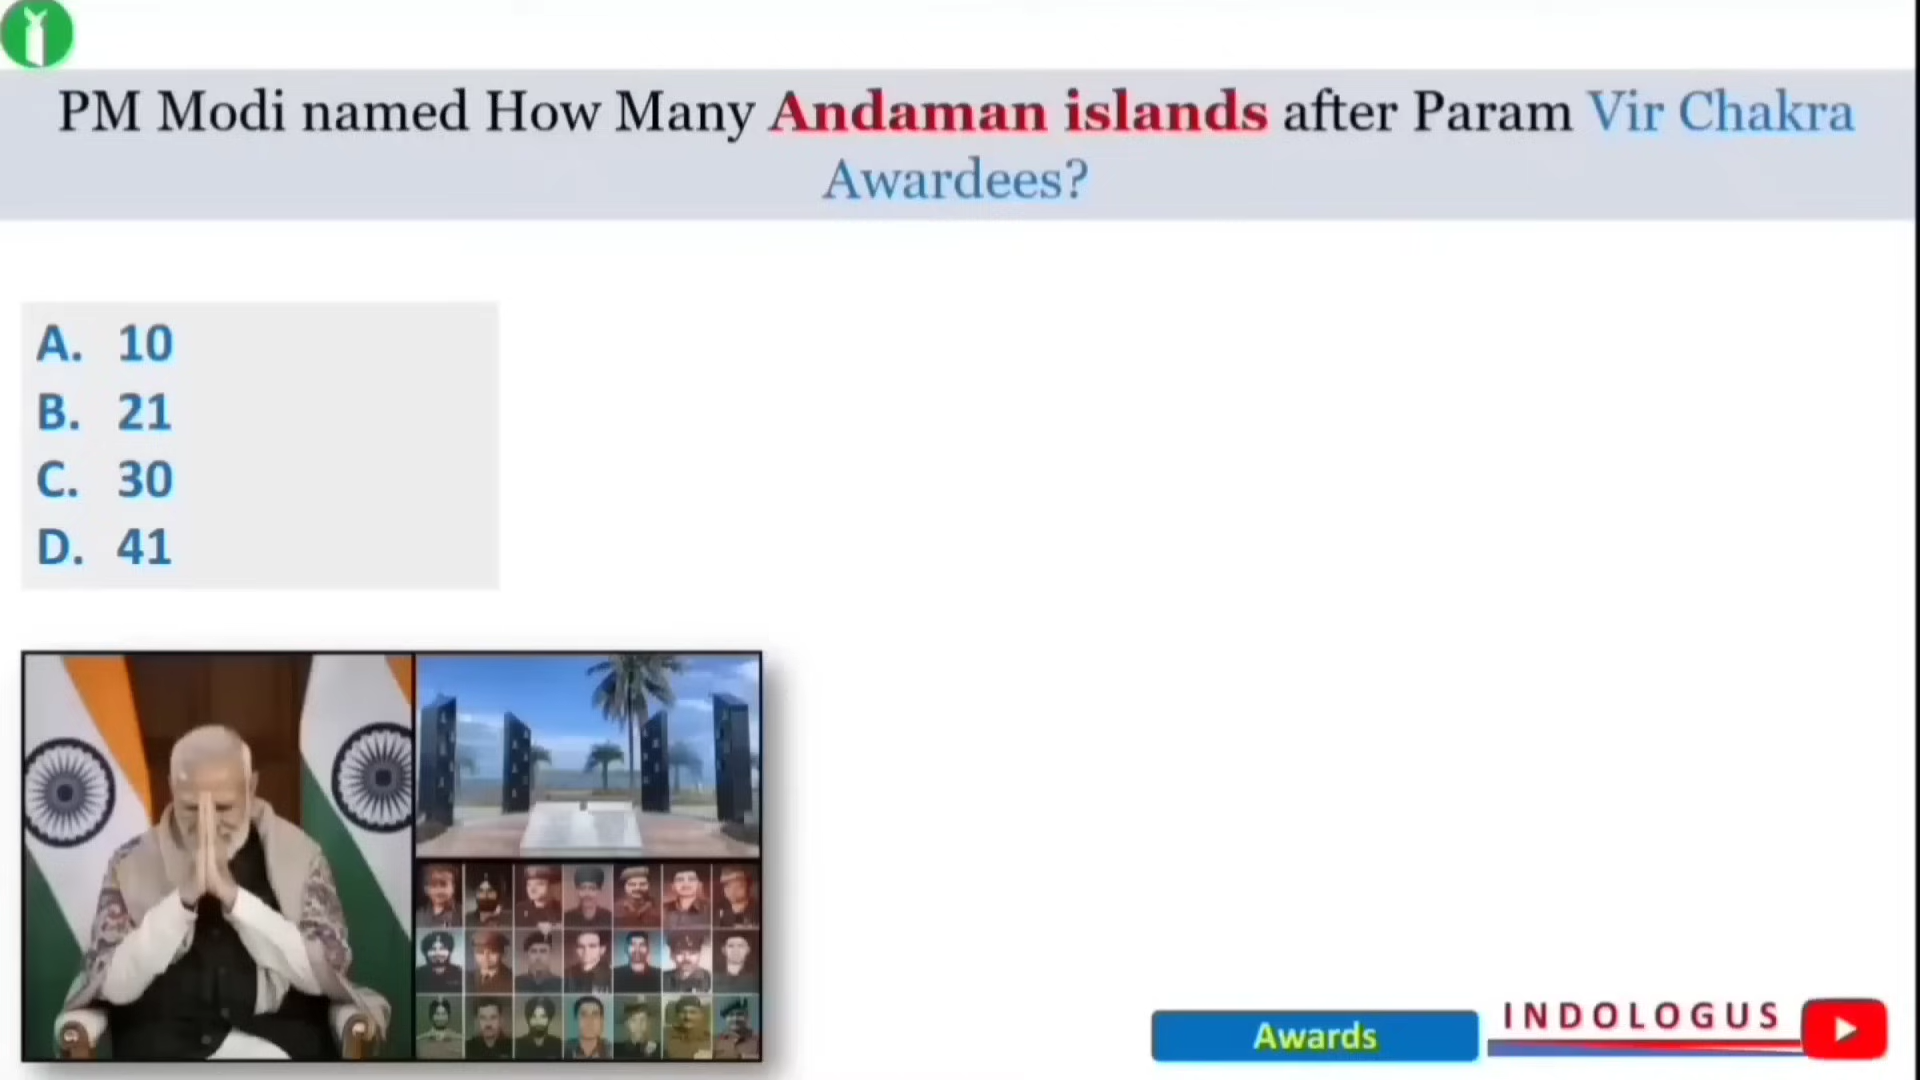 PM Modi named How Many Andaman islands after Param Vir Chakra
Awardees?
A. 10
B. 21
C. 30
D. 41
Awards
INDOLOGUS